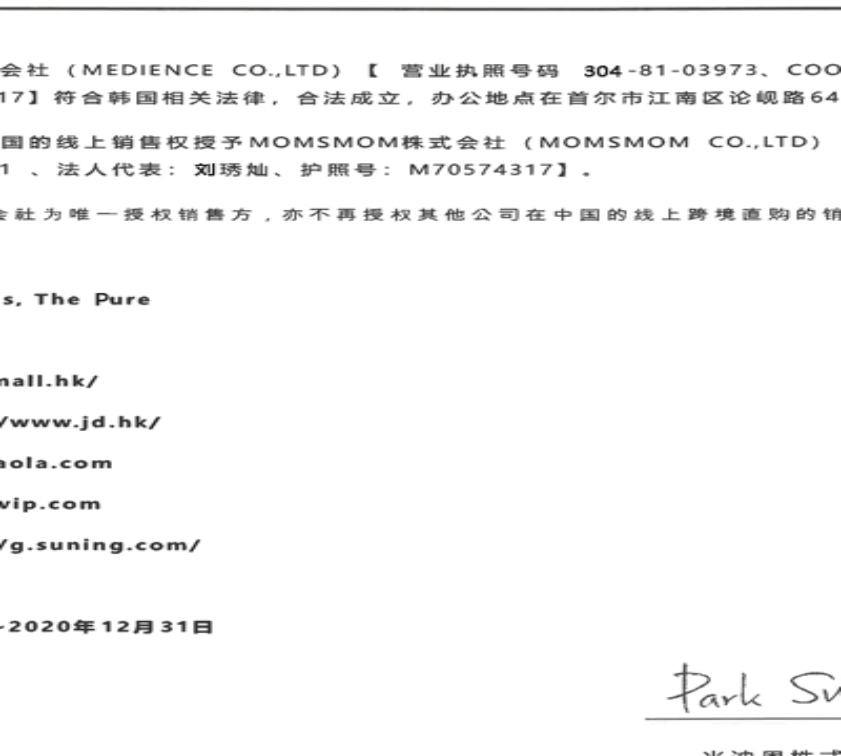 会社 (MEDIENCE CO.,LTD) 【 营业执照号码 304-81-03973、COO
17】符合韩国相关法律, 合法成立, 办公地点在首尔市江南区论岘路64
国的线上销售权授予MOMSMOM株式会社 (MOMSMOM CO.,LTD)
1 、法人代表: 刘琇灿、护照号: M70574317】。
会社为唯一授权销售方,亦不再授权其他公司在中国的线上跨境直购的销
s, The Pure
mall.hk/
/www.jd.hk/
aola.com
vip.com
/g.suning.com/
-2020年12月31日
Park Su